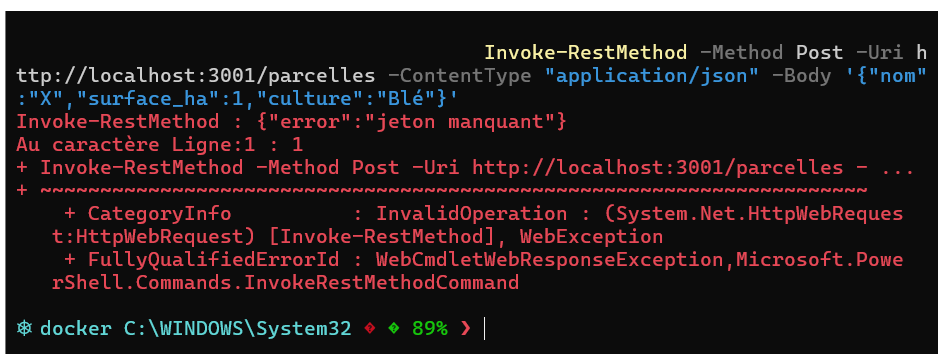 Invoke-RestMethod -Method Post -Uri h
ttp://localhost:3001/parcelles -ContentType "application/json" -Body '{"nom"
:"X","surface_ha":1,"culture":"Blé"}'
Invoke-RestMethod : {"error":"jeton manquant"}
Au caractère Ligne:1 : 1
+ Invoke-RestMethod -Method Post -Uri http://localhost:3001/parcelles - ...
+ ~~~~~~~~~~~~~~~~~~~~~~~~~~~~~~~~~~~~~~~~~~~~~~~~~~~~~~~~~~~~~~~~~~~~~
    + CategoryInfo          : InvalidOperation : (System.Net.HttpWebReques
   t:HttpWebRequest) [Invoke-RestMethod], WebException
    + FullyQualifiedErrorId : WebCmdletWebResponseException,Microsoft.Powe
   rShell.Commands.InvokeRestMethodCommand
⎈ docker C:\WINDOWS\System32 � � 89% ❯